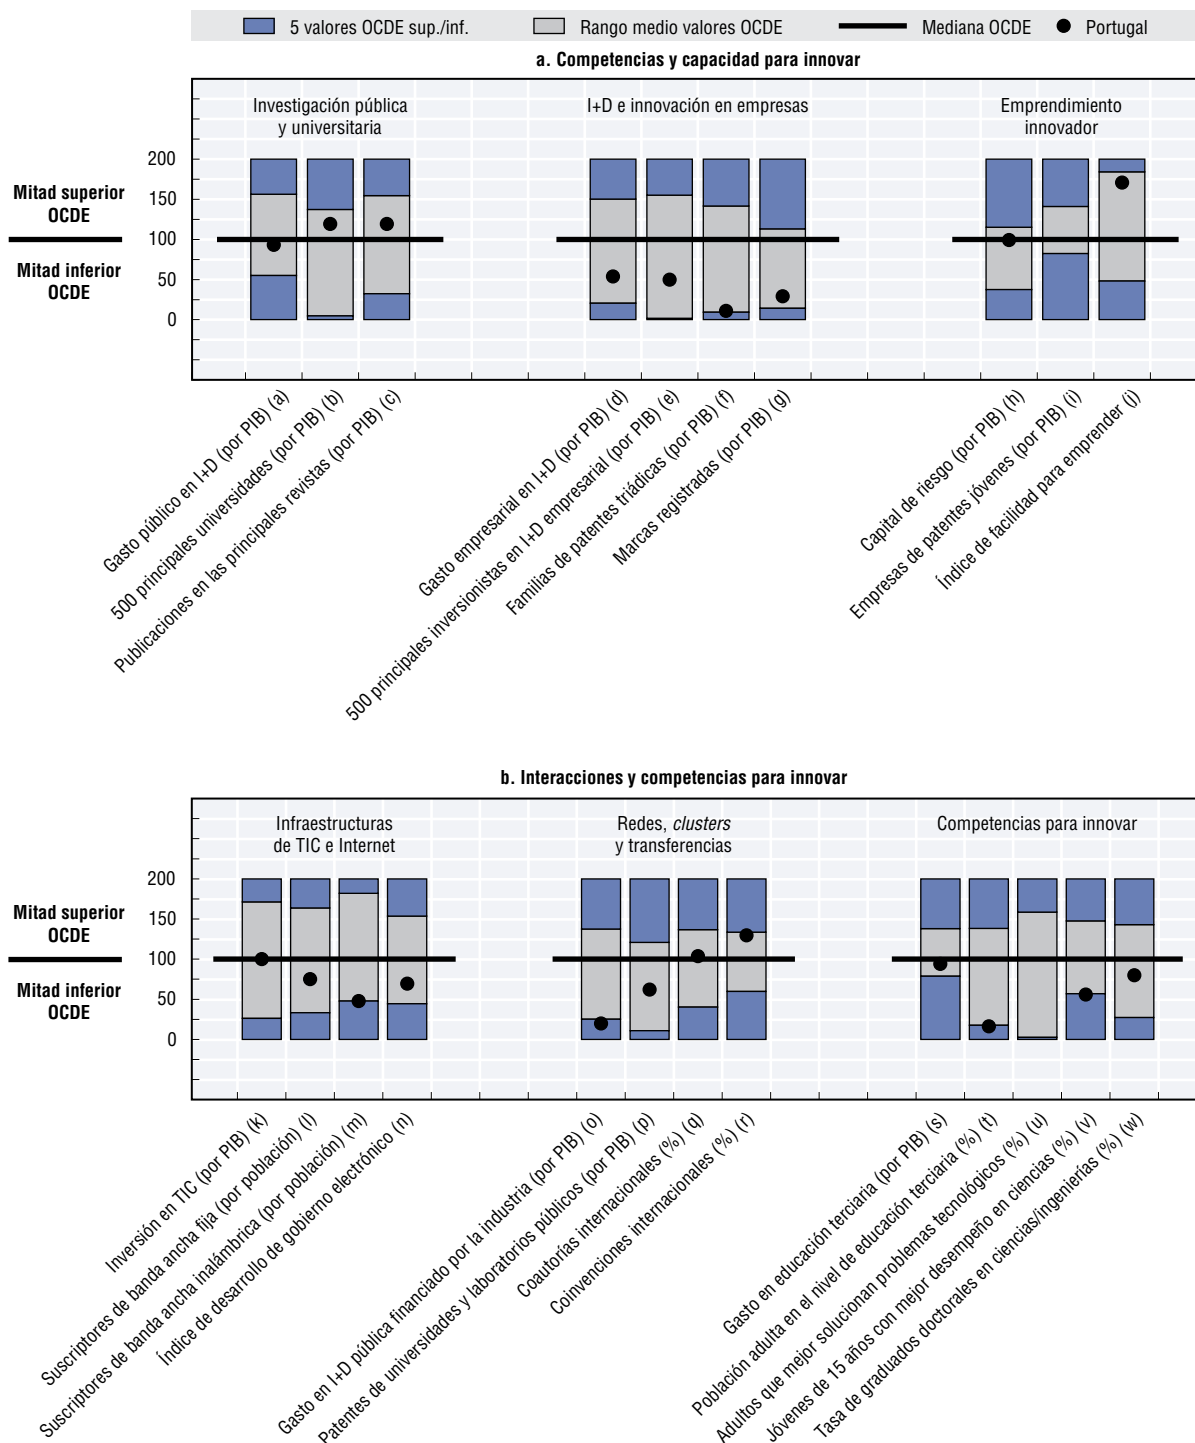 5 valores OCDE sup./inf. Rango medio valores OCDE Mediana OCDE Portugal
a. Competencias y capacidad para innovar
Investigación pública
y universitaria
I+D e innovación en empresas
Emprendimiento
innovador
200
150
100
50
0
Mitad superior
OCDE
Mitad inferior
OCDE
Gasto público en I+D (por PIB) (a)
500 principales universidades (por PIB) (b)
Publicaciones en las principales revistas (por PIB) (c)
Gasto empresarial en I+D (por PIB) (d)
500 principales inversionistas en I+D empresarial (por PIB) (e)
Familias de patentes triádicas (por PIB) (f)
Marcas registradas (por PIB) (g)
Capital de riesgo (por PIB) (h)
Empresas de patentes jóvenes (por PIB) (i)
Índice de facilidad para emprender (j)
b. Interacciones y competencias para innovar
Infraestructuras
de TIC e Internet
Redes, clusters
y transferencias
Competencias para innovar
200
150
100
50
0
Mitad superior
OCDE
Mitad inferior
OCDE
Inversión en TIC (por PIB) (k)
Suscriptores de banda ancha fija (por población) (l)
Suscriptores de banda ancha inalámbrica (por población) (m)
Índice de desarrollo de gobierno electrónico (n)
Gasto en I+D pública financiado por la industria (por PIB) (o)
Patentes de universidades y laboratorios públicos (por PIB) (p)
Coautorías internacionales (%) (q)
Coinvenciones internacionales (%) (r)
Gasto en educación terciaria (por PIB) (s)
Población adulta en el nivel de educación terciaria (%) (t)
Adultos que mejor solucionan problemas tecnológicos (%) (u)
Jóvenes de 15 años con mejor desempeño en ciencias (%) (v)
Tasa de graduados doctorales en ciencias/ingenierías (%) (w)